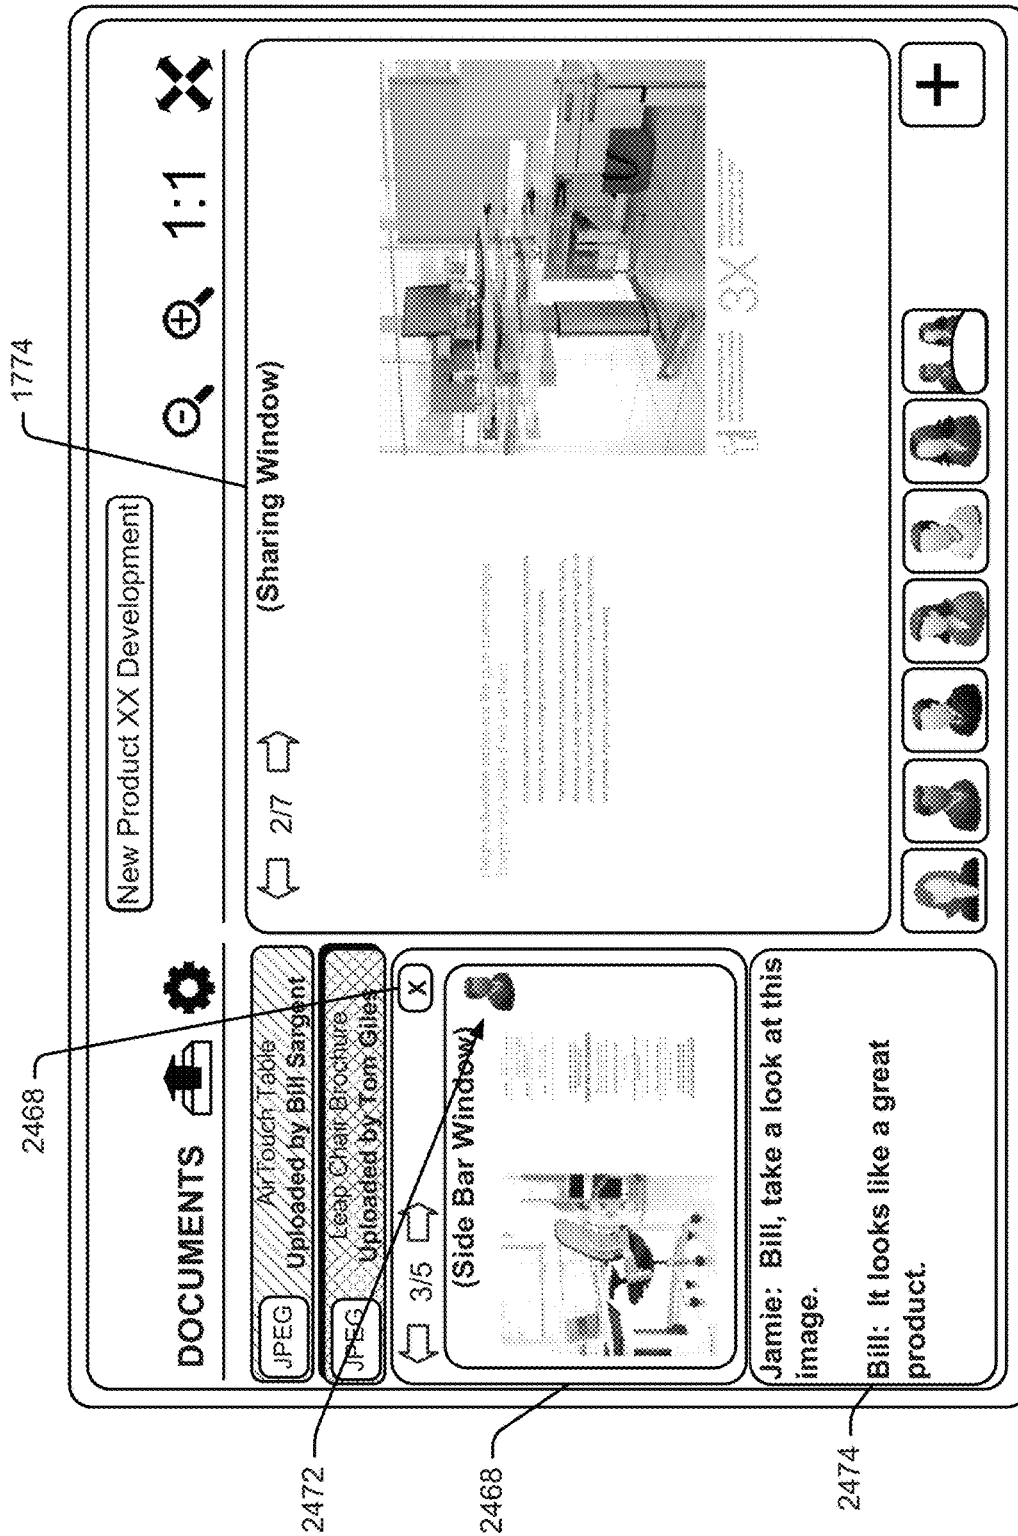 2468
1774
DOCUMENTS
New Product XX Development
1:1
JPEG
AirTouch Table
Uploaded by Bill Sargent
JPEG
Leap Chair Brochure
Uploaded by Tom Giles
3/5
X
(Side Bar Window)
2/7
(Sharing Window)
3X
Jamie: Bill, take a look at this
image.
Bill: It looks like a great
product.
2472
2468
2474